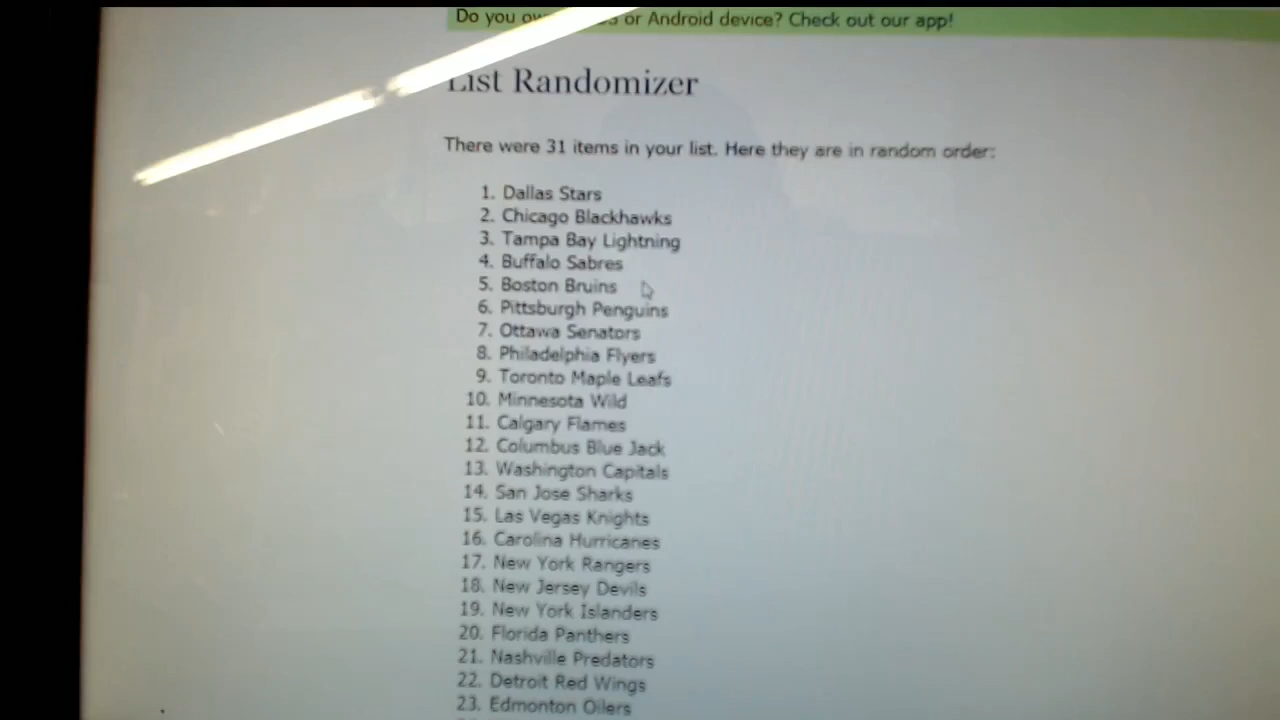 Do you or Android device? Check out our app!
List Randomizer
There were 31 items in your list. Here they are in random order:
1. Dallas Stars
2. Chicago Blackhawks
3. Tampa Bay Lightning
4. Buffalo Sabres
5. Boston Bruins
6. Pittsburgh Penguins
7. Ottawa Senators
8. Philadelphia Flyers
9. Toronto Maple Leafs
10. Minnesota Wild
11. Calgary Flames
12. Columbus Blue Jack
13. Washington Capitals
14. San Jose Sharks
15. Las Vegas Knights
16. Carolina Hurricanes
17. New York Rangers
18. New Jersey Devils
19. New York Islanders
20. Florida Panthers
21. Nashville Predators
22. Detroit Red Wings
23. Edmonton Oilers